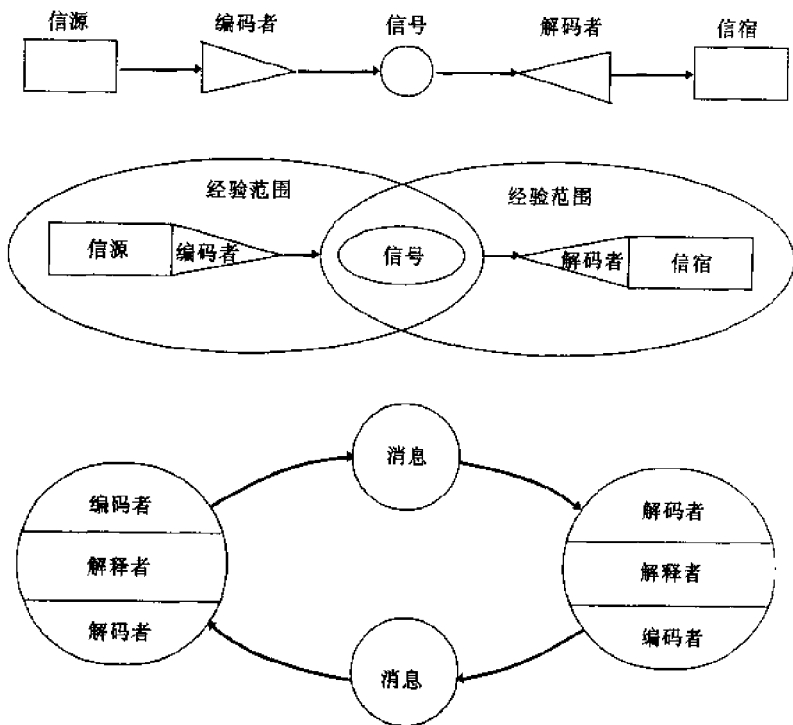 信源 编码者 信号 解码者 信宿
经验范围 经验范围
信源 编码者 信号 解码者 信宿
消息
编码者 解码者
解释者 解释者
解码者 编码者
消息